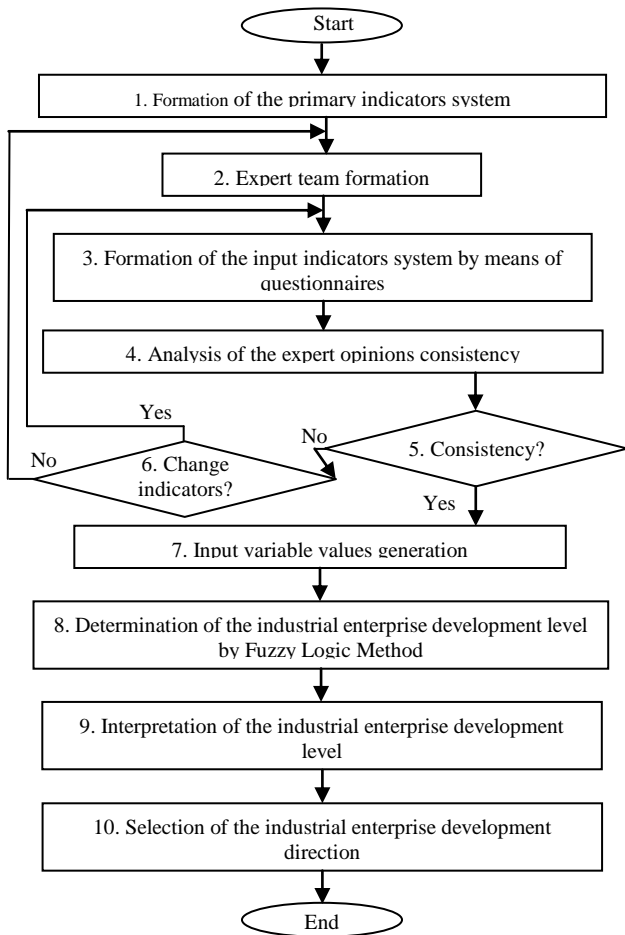 Start
1. Formation of the primary indicators system
2. Expert team formation
3. Formation of the input indicators system by means of
questionnaires
4. Analysis of the expert opinions consistency
Yes
No
5. Consistency?
No
6. Change
indicators?
Yes
7. Input variable values generation
8. Determination of the industrial enterprise development level
by Fuzzy Logic Method
9. Interpretation of the industrial enterprise development
level
10. Selection of the industrial enterprise development
direction
End